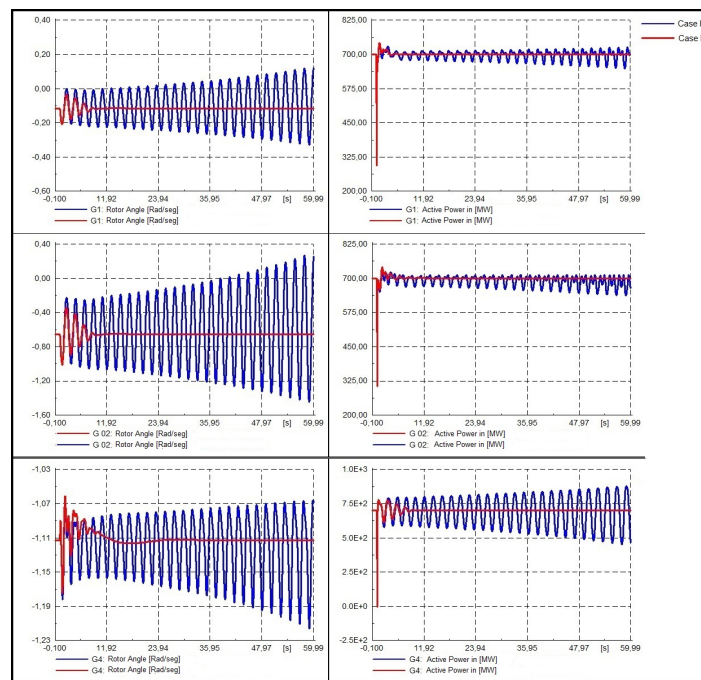 0,40
0,00
-0,20
-0,40
-0,60
-0,100
11,92
23,94
35,95
47,97
[s]
59,99
G1: Rotor Angle [Rad/seg]
G1: Rotor Angle [Rad/seg]
825,00
700,00
575,00
450,00
325,00
200,00
-0,100
11,92
23,94
35,95
47,97
[s]
59,99
G1: Active Power in [MW]
G1: Active Power in [MW]
Case
Case
0,40
0,00
-0,60
-0,80
-1,20
-1,60
-0,100
11,92
23,94
35,95
47,97
[s]
59,99
G 02: Rotor Angle [Rad/seg]
G 02: Rotor Angle [Rad/seg]
825,00
700,00
575,00
450,00
325,00
200,00
-0,100
11,92
23,94
35,95
47,97
[s]
59,99
G 02: Active Power in [MW]
G 02: Active Power in [MW]
-1,03
-1,07
-1,11
-1,15
-1,19
-1,23
-0,100
11,92
23,94
35,95
47,97
[s]
59,99
G4: Rotor Angle [Rad/seg]
G4: Rotor Angle [Rad/seg]
1.0E+3
7.5E+2
5.0E+2
2.5E+2
0.0E+2
-2.5E+2
-0,100
11,92
23,94
35,95
47,97
[s]
59,99
G4: Active Power in [MW]
G4: Active Power in [MW]